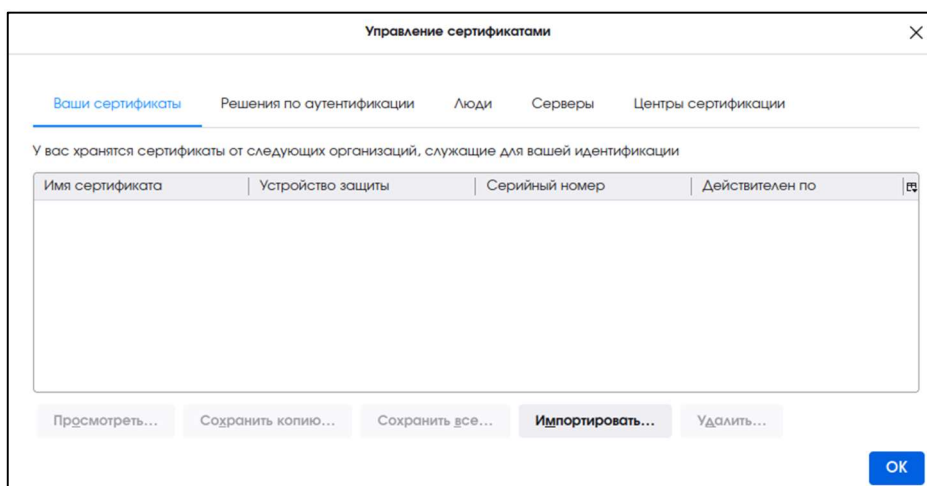 Управление сертификатами
Ваши сертификаты Решения по аутентификации Люди Серверы Центры сертификации
У вас хранятся сертификаты от следующих организаций, служащие для вашей идентификации
Имя сертификата Устройство защиты Серийный номер Действителен по
Просмотреть... Сохранить копию... Сохранить все... Импортировать... Удалить...
OK